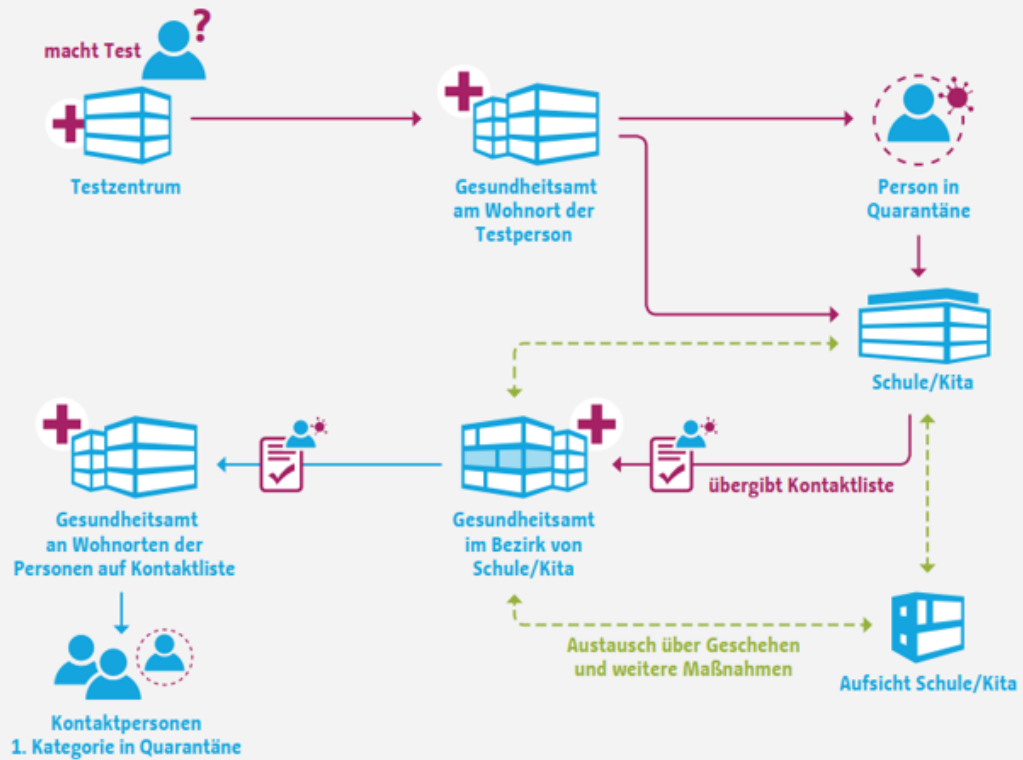 macht Test
?
Testzentrum
Gesundheitsamt
am Wohnort der
Testperson
Person in
Quarantäne
Schule/Kita
übergibt Kontaktliste
Gesundheitsamt
im Bezirk von
Schule/Kita
Gesundheitsamt
an Wohnorten der
Personen auf Kontaktliste
Austausch über Geschehen
und weitere Maßnahmen
Aufsicht Schule/Kita
Kontaktpersonen
1. Kategorie in Quarantäne